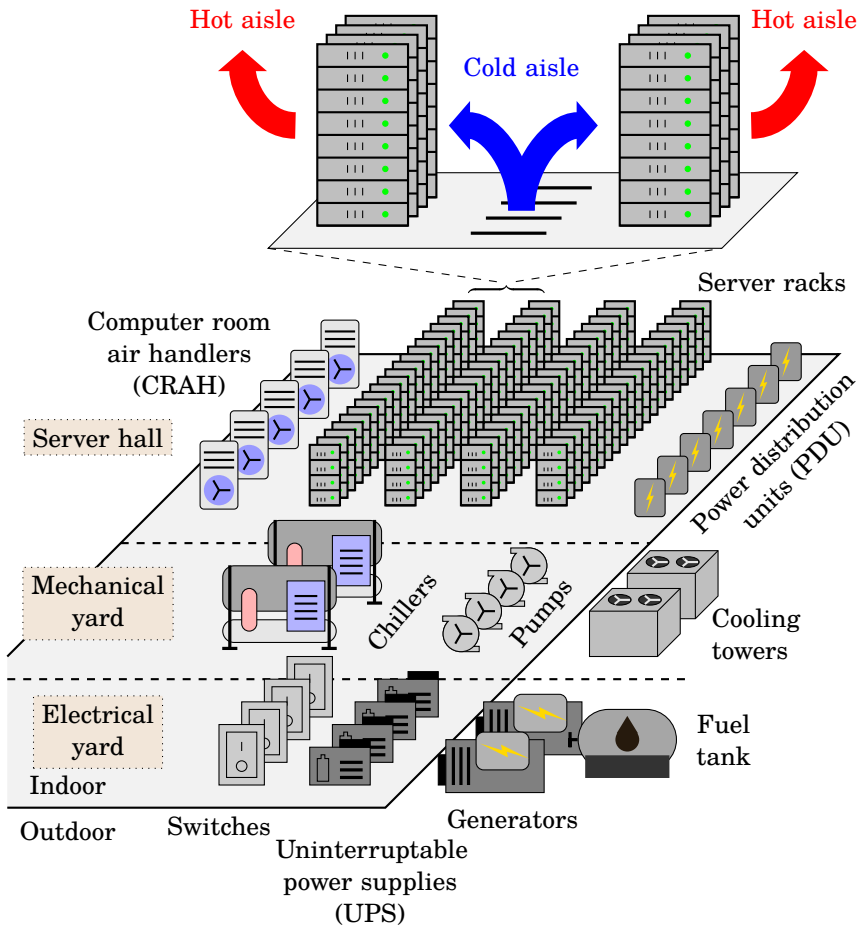 Hot aisle
Hot aisle
Cold aisle
Server racks
Computer room
air handlers
(CRAH)
Server hall
Power distribution
units (PDU)
Mechanical
yard
Chillers
Pumps
Cooling
towers
Electrical
yard
Fuel
tank
Indoor
Outdoor
Switches
Generators
Uninterruptable
power supplies
(UPS)